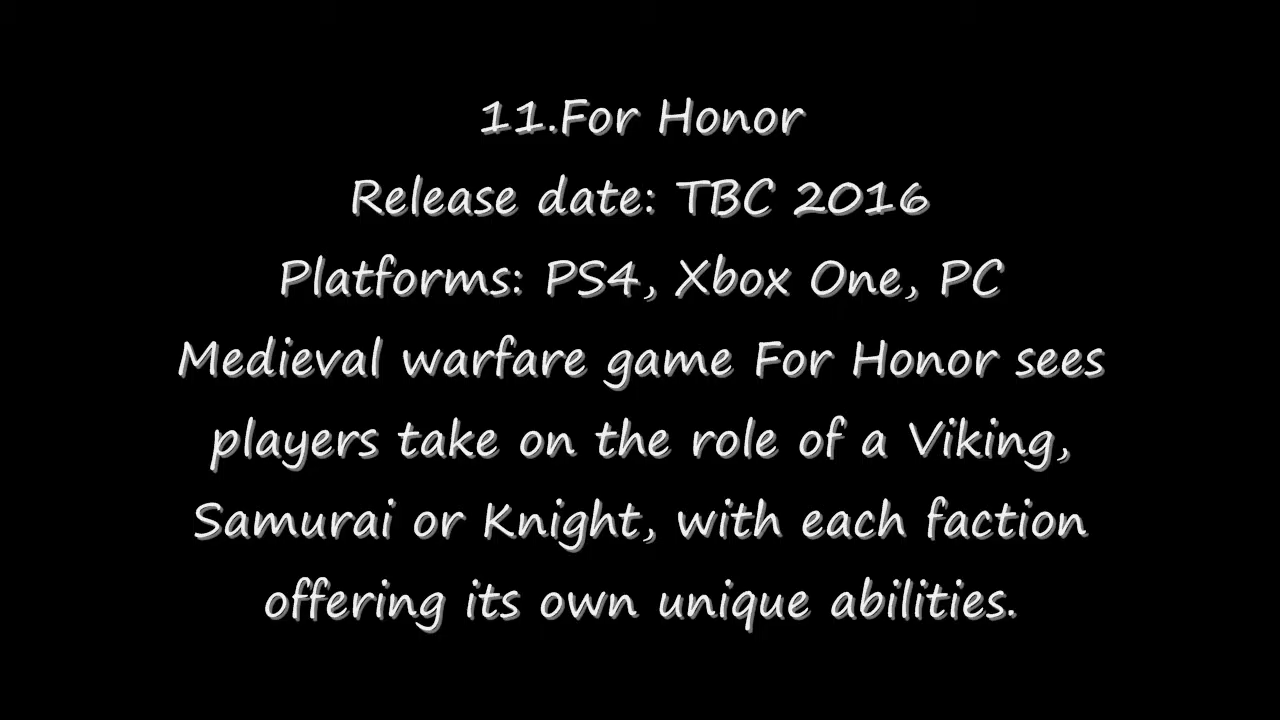 11.For Honor
Release date: TBC 2016
Platforms: PS4, Xbox One, PC
Medieval warfare game For Honor sees
players take on the role of a Viking,
Samurai or Knight, with each faction
offering its own unique abilities.